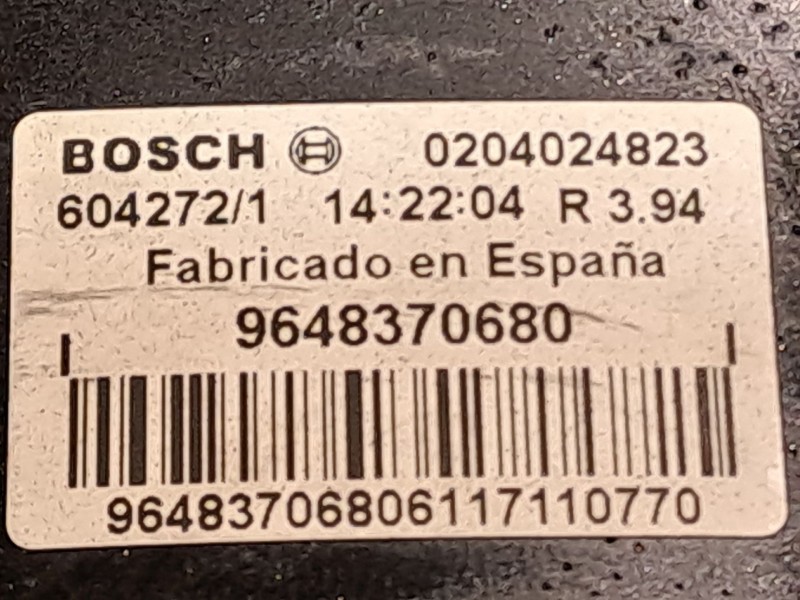 BOSCH 0204024823
604272/1 14:22:04 R 3.94
Fabricado en España
9648370680
96483706806117110770